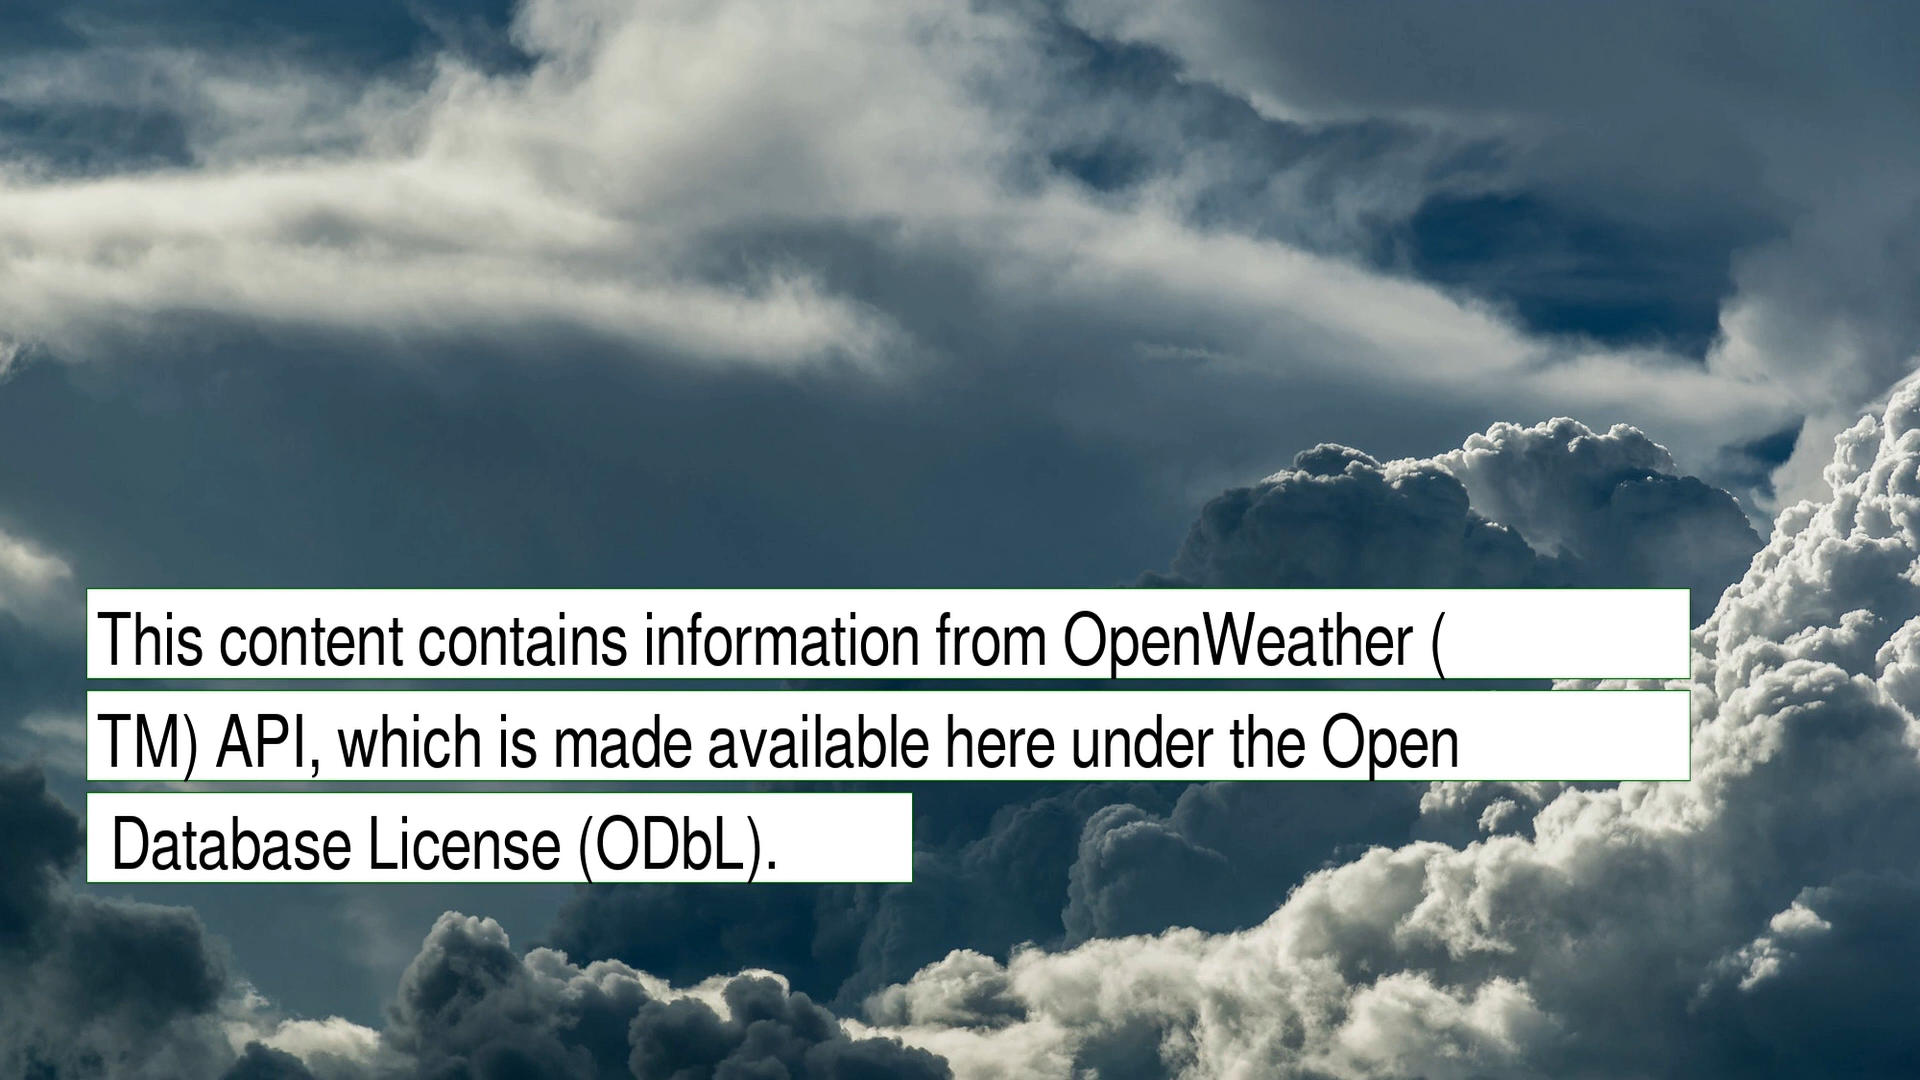 This content contains information from OpenWeather (
TM) API, which is made available here under the Open
Database License (ODbL).